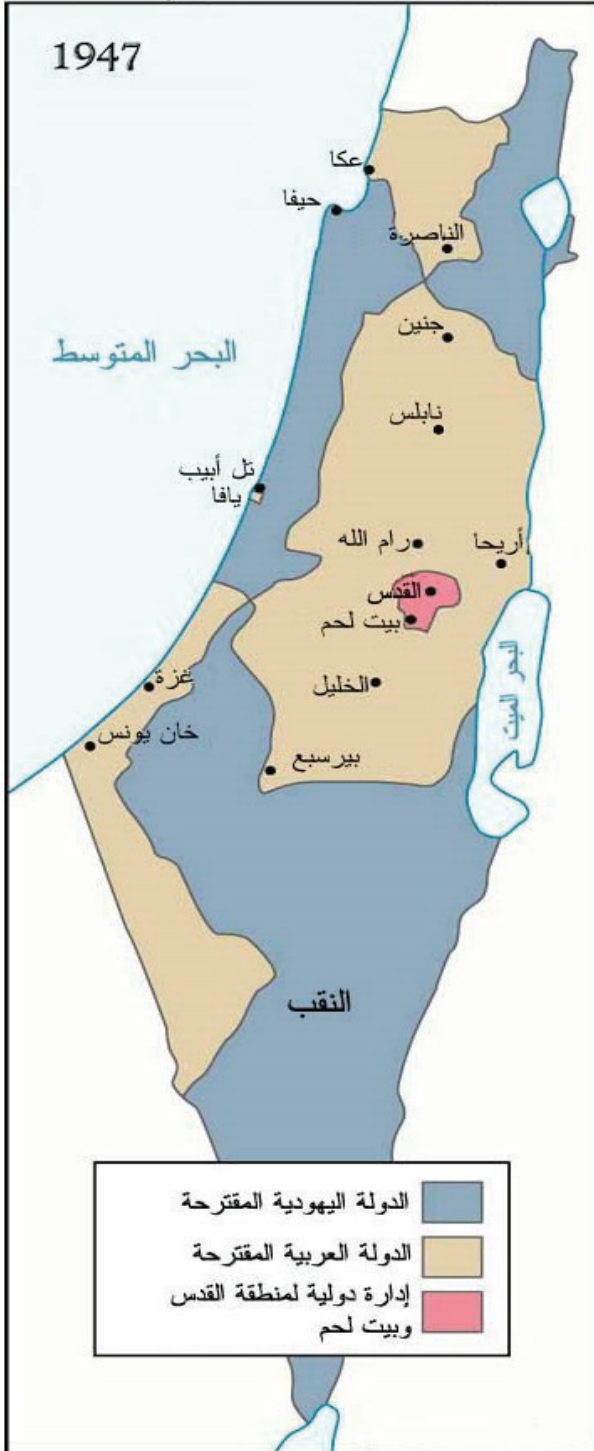 1947
عكا
حيفا
الناصرة
جنين
البحر المتوسط
نابلس
تل أبيب
يافا
رام الله
أريحا
القدس
بيت لحم
البحر الميت
الخليل
غزة
خان يونس
بيرسبع
النقب
الدولة اليهودية المقترحة
الدولة العربية المقترحة
إدارة دولية لمنطقة القدس
وبيت لحم